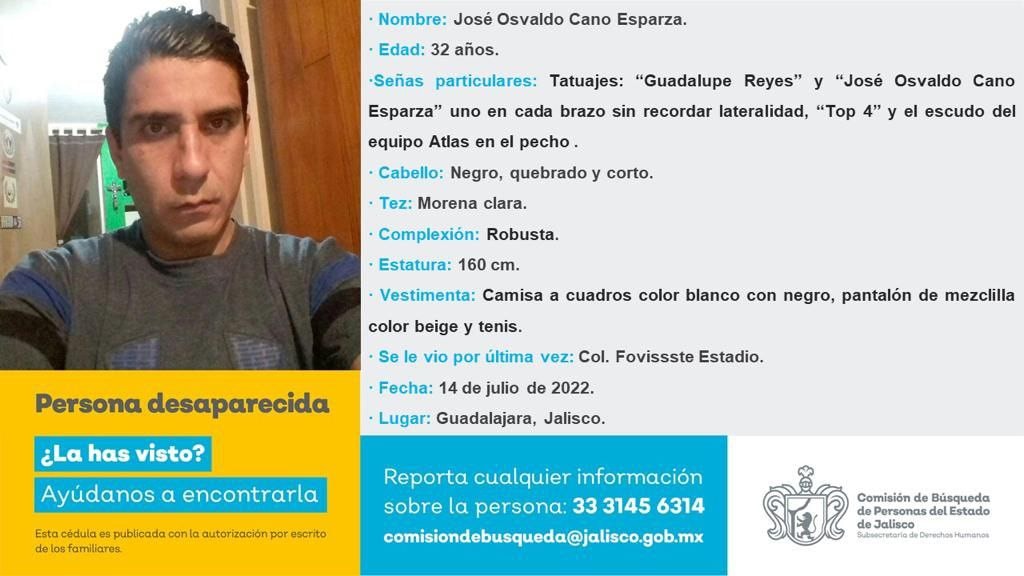 · Nombre: José Osvaldo Cano Esparza.
· Edad: 32 años.
·Señas particulares: Tatuajes: “Guadalupe Reyes” y “José Osvaldo Cano
Esparza” uno en cada brazo sin recordar lateralidad, “Top 4” y el escudo del
equipo Atlas en el pecho .
· Cabello: Negro, quebrado y corto.
· Tez: Morena clara.
· Complexión: Robusta.
· Estatura: 160 cm.
· Vestimenta: Camisa a cuadros color blanco con negro, pantalón de mezclilla
color beige y tenis.
· Se le vio por última vez: Col. Fovissste Estadio.
· Fecha: 14 de julio de 2022.
· Lugar: Guadalajara, Jalisco.
Persona desaparecida
¿La has visto?
Ayúdanos a encontrarla
Esta cédula es publicada con la autorización por escrito
de los familiares.
Reporta cualquier información
sobre la persona: 33 3145 6314
comisiondebusqueda@jalisco.gob.mx
Comisión de Búsqueda
de Personas del Estado
de Jalisco
Subsecretaría de Derechos Humanos